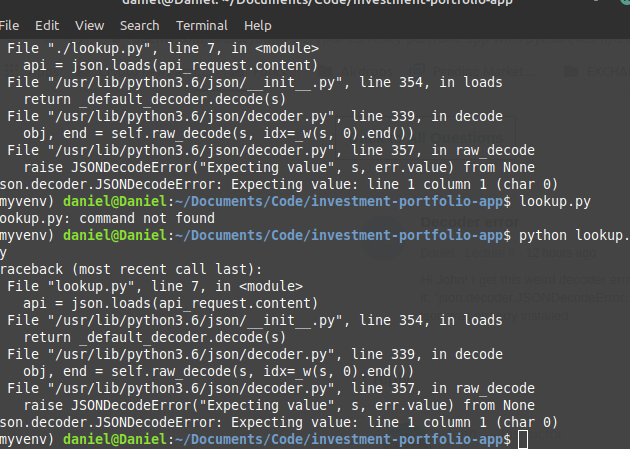 daniel@Daniel: ~/Documents/Code/investment-portfolio-app
File Edit View Search Terminal Help
File "./lookup.py", line 7, in <module>
api = json.loads(api_request.content)
File "/usr/lib/python3.6/json/__init__.py", line 354, in loads
return _default_decoder.decode(s)
File "/usr/lib/python3.6/json/decoder.py", line 339, in decode
obj, end = self.raw_decode(s, idx=_w(s, 0).end())
File "/usr/lib/python3.6/json/decoder.py", line 357, in raw_decode
raise JSONDecodeError("Expecting value", s, err.value) from None
son.decoder.JSONDecodeError: Expecting value: line 1 column 1 (char 0)
myvenv) daniel@Daniel:~/Documents/Code/investment-portfolio-app$ lookup.py
ookup.py: command not found
myvenv) daniel@Daniel:~/Documents/Code/investment-portfolio-app$ python lookup.
y
raceback (most recent call last):
File "lookup.py", line 7, in <module>
api = json.loads(api_request.content)
File "/usr/lib/python3.6/json/__init__.py", line 354, in loads
return _default_decoder.decode(s)
File "/usr/lib/python3.6/json/decoder.py", line 339, in decode
obj, end = self.raw_decode(s, idx=_w(s, 0).end())
File "/usr/lib/python3.6/json/decoder.py", line 357, in raw_decode
raise JSONDecodeError("Expecting value", s, err.value) from None
son.decoder.JSONDecodeError: Expecting value: line 1 column 1 (char 0)
myvenv) daniel@Daniel:~/Documents/Code/investment-portfolio-app$